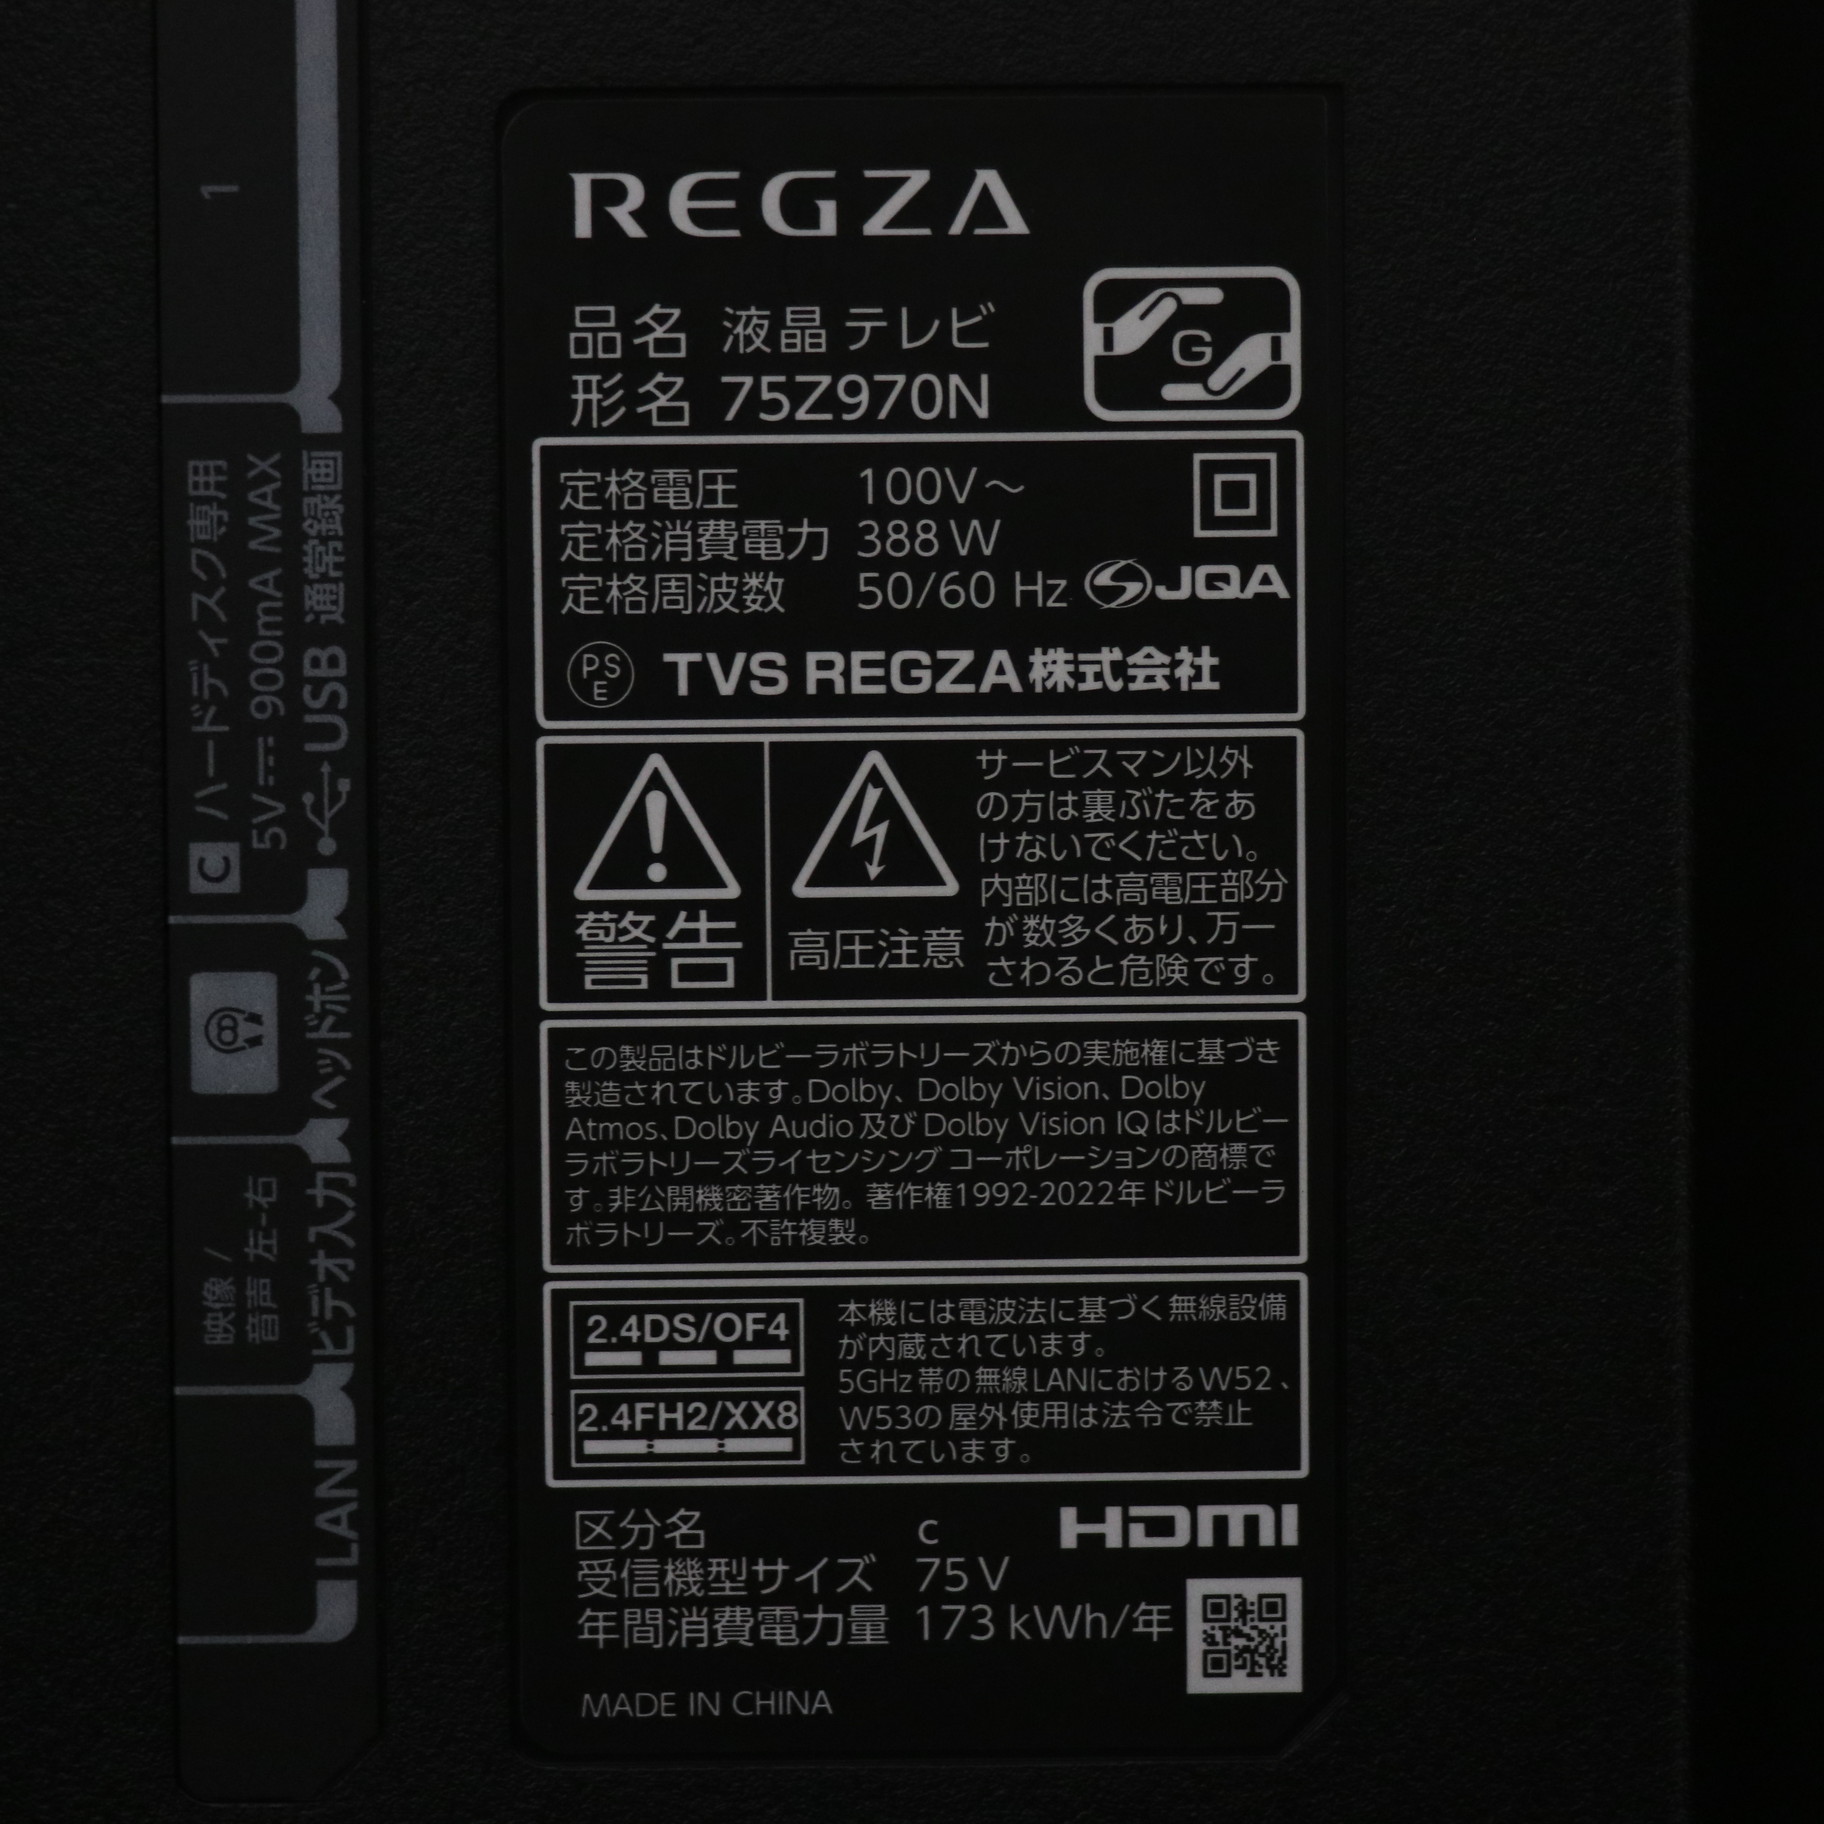 1
C ハードディスク専用
5V⎓900mA MAX
USB 通常録画
ヘッドホン
映像 /
音声 左-右
ビデオ入力
LAN
REGZA
品名 液晶 テレビ
形名 75Z970N
G
定格電圧 100V～
定格消費電力 388 W
定格周波数 50/60 Hz
JQA
PS
E
TVS REGZA株式会社
警告
高圧注意
サービスマン以外
の方は裏ぶたをあ
けないでください。
内部には高電圧部分
が数多くあり、万一
さわると危険です。
この製品はドルビーラボラトリーズからの実施権に基づき
製造されています。Dolby、Dolby Vision、Dolby
Atmos、Dolby Audio及びDolby Vision IQはドルビー
ラボラトリーズライセンシング コーポレーションの商標で
す。非公開機密著作物。 著作権1992-2022年ドルビーラ
ボラトリーズ。不許複製。
2.4DS/OF4
2.4FH2/XX8
本機には電波法に基づく無線設備
が内蔵されています。
5GHz帯の無線LANにおけるW52、
W53の屋外使用は法令で禁止
されています。
区分名 c
HDMI
受信機型サイズ 75V
年間消費電力量 173 kWh/年
MADE IN CHINA